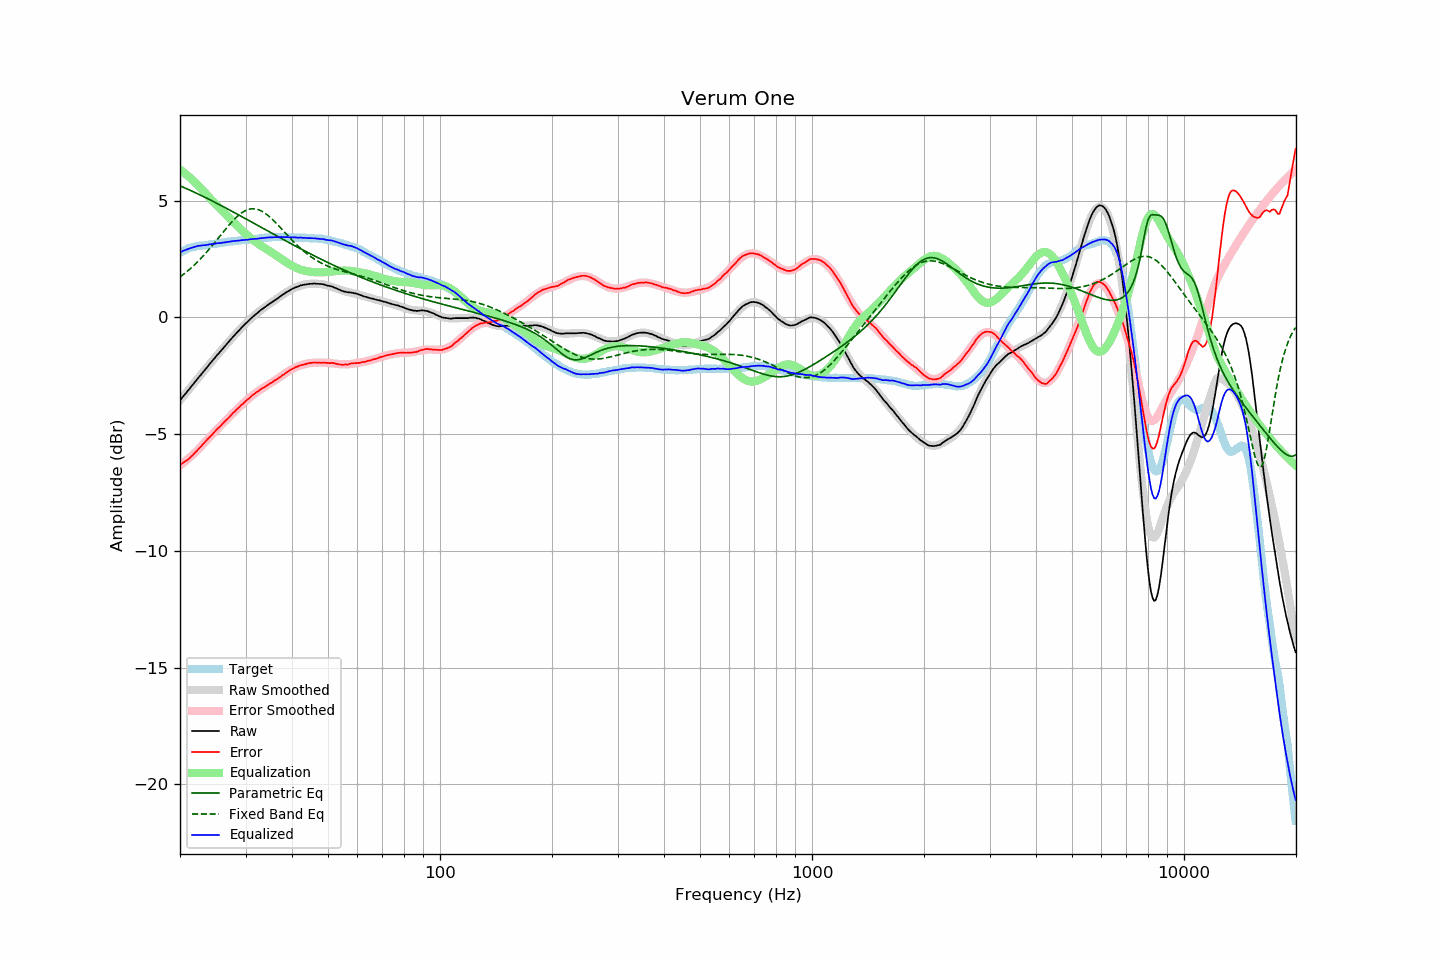 Verum One
5
0
−5
−10
−15
−20
Amplitude (dBr)
Target
Raw Smoothed
Error Smoothed
Raw
Error
Equalization
Parametric Eq
Fixed Band Eq
Equalized
100
1000
10000
Frequency (Hz)